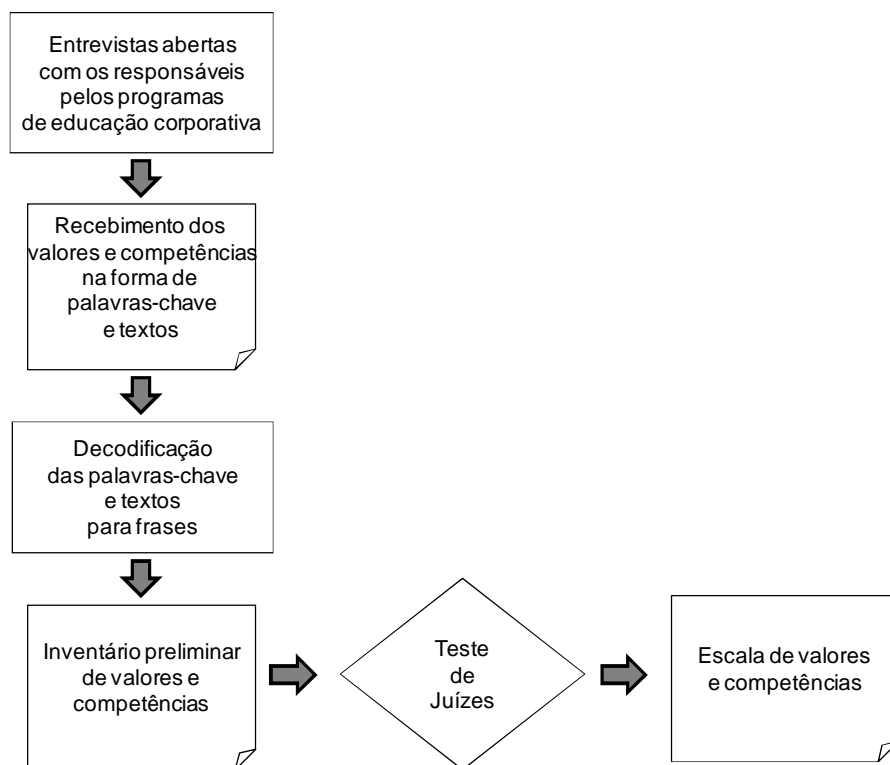 Entrevistas abertas
com os responsáveis
pelos programas
de educação corporativa
Recebimento dos
valores e competências
na forma de
palavras-chave
e textos
Decodificação
das palavras-chave
e textos
para frases
Inventário preliminar
de valores e
competências
Teste
de
Juízes
Escala de valores
e competências